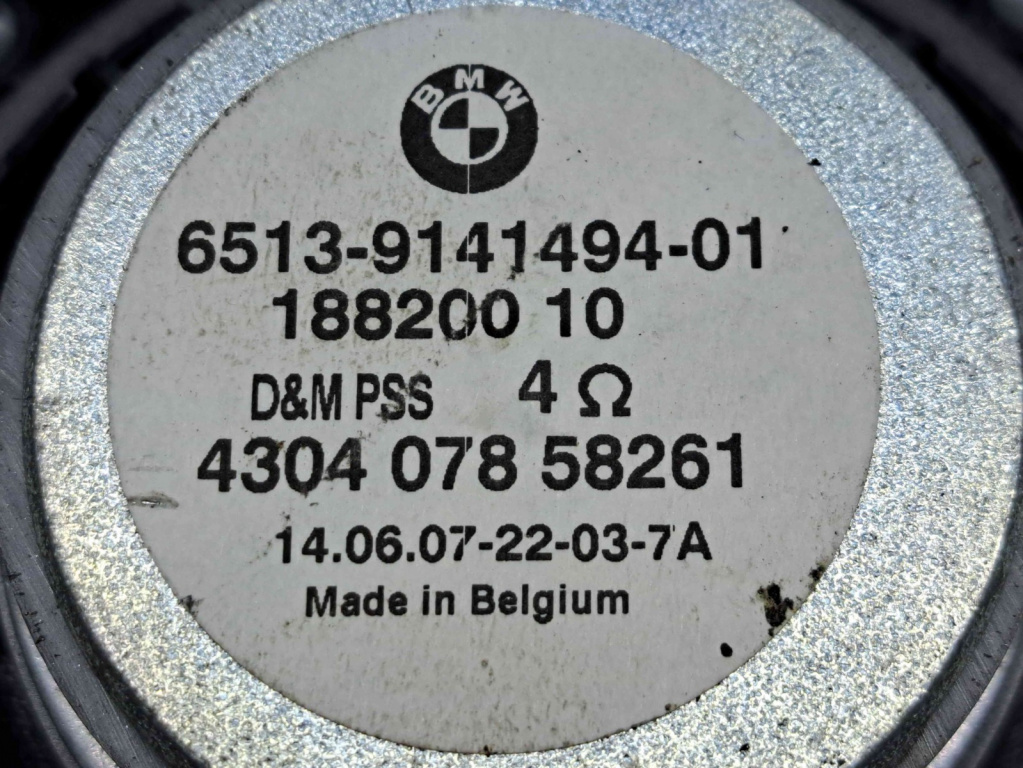 BMW
6513-9141494-01
188200 10
D&M PSS 4 Ω
4304 078 58261
14.06.07-22-03-7A
Made in Belgium